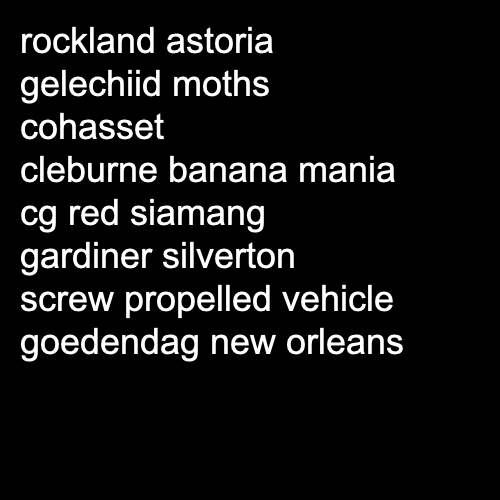 rockland astoria
gelechiid moths
cohasset
cleburne banana mania
cg red siamang
gardiner silverton
screw propelled vehicle
goedendag new orleans